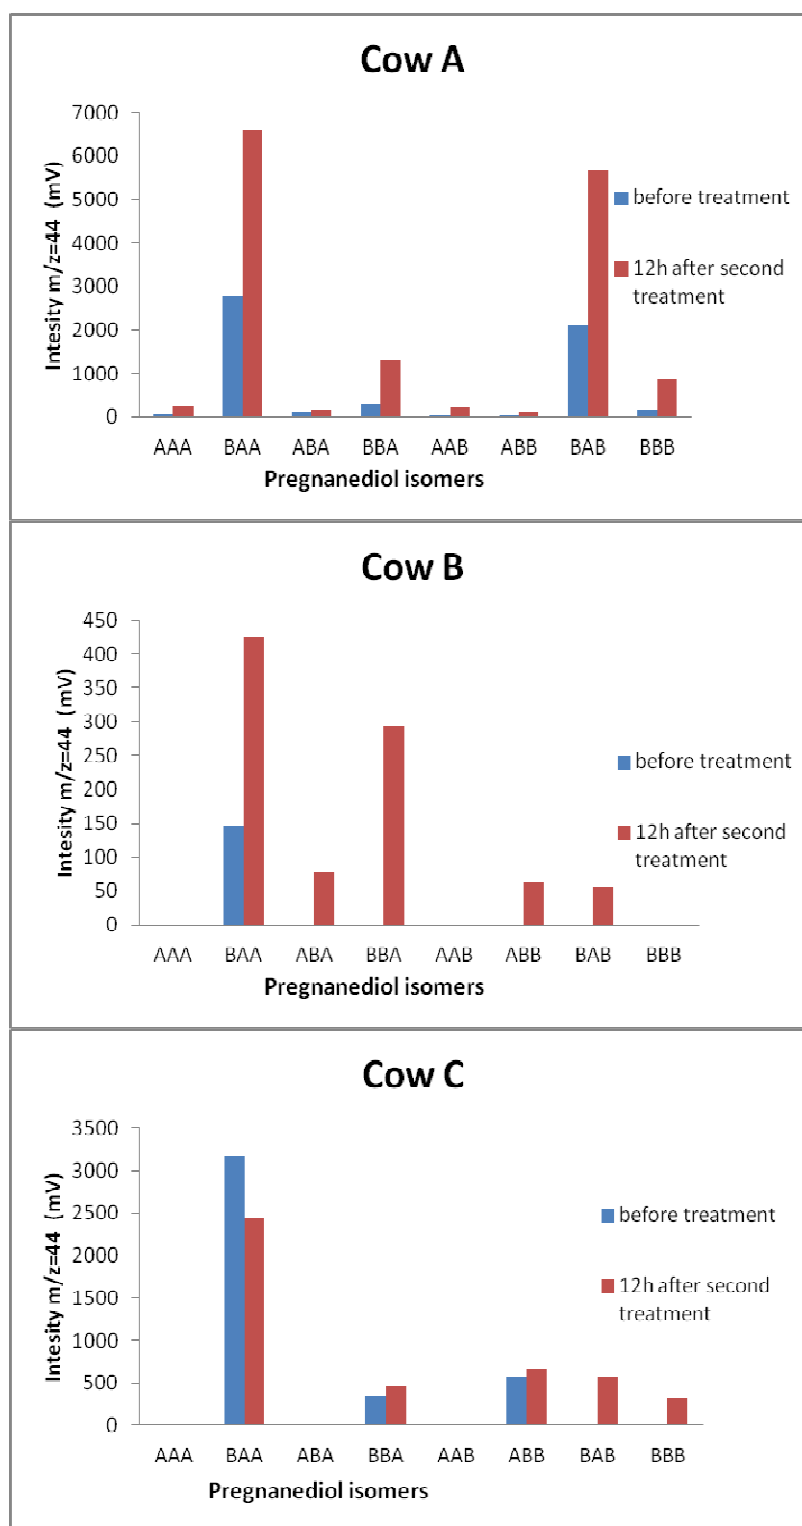 Cow A
7000
6000
5000
4000
3000
2000
1000
0
Intesity m/z=44 (mV)
before treatment
12h after second
treatment
AAA BAA ABA BBA AAB ABB BAB BBB
Pregnanediol isomers
Cow B
450
400
350
300
250
200
150
100
50
0
Intesity m/z=44 (mV)
before treatment
12h after second
treatment
AAA BAA ABA BBA AAB ABB BAB BBB
Pregnanediol isomers
Cow C
3500
3000
2500
2000
1500
1000
500
0
Intesity m/z=44 (mV)
before treatment
12h after second
treatment
AAA BAA ABA BBA AAB ABB BAB BBB
Pregnanediol isomers